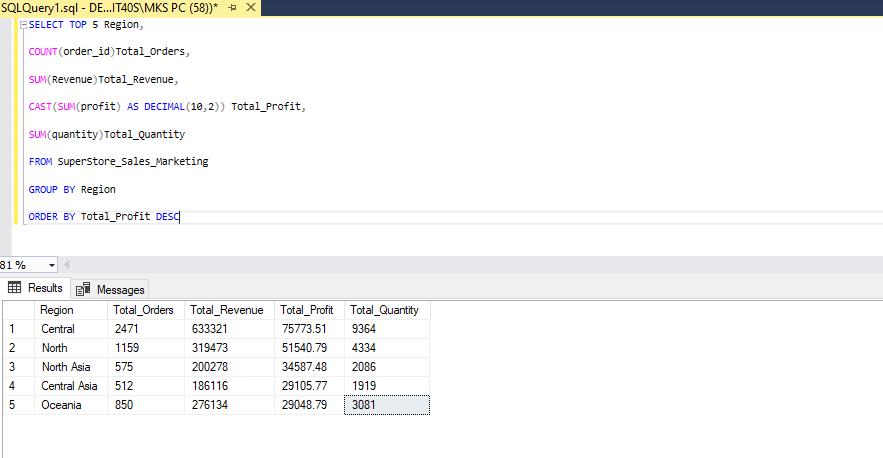 SQLQuery1.sql - DE...IT40S\MKS PC (58))*
SELECT TOP 5 Region,
COUNT(order_id)Total_Orders,
SUM(Revenue)Total_Revenue,
CAST(SUM(profit) AS DECIMAL(10,2)) Total_Profit,
SUM(quantity)Total_Quantity
FROM SuperStore_Sales_Marketing
GROUP BY Region
ORDER BY Total_Profit DESC
81 %
Results Messages
Region Total_Orders Total_Revenue Total_Profit Total_Quantity
1 Central 2471 633321 75773.51 9364
2 North 1159 319473 51540.79 4334
3 North Asia 575 200278 34587.48 2086
4 Central Asia 512 186116 29105.77 1919
5 Oceania 850 276134 29048.79 3081